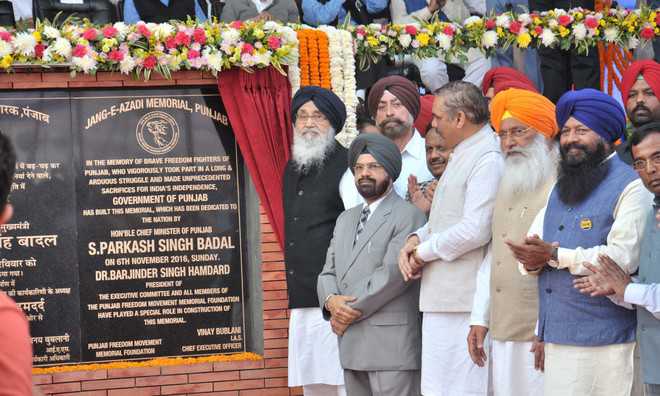 ारक,पंजाब
बादल
JANG-E-AZADI MEMORIAL, PUNJAB
IN THE MEMORY OF BRAVE FREEDOM FIGHTERS OF
PUNJAB, WHO VIGOROUSLY TOOK PART IN A LONG &
ARDUOUS STRUGGLE AND MADE UNPRECEDENTED
SACRIFICES FOR INDIA'S INDEPENDENCE,
GOVERNMENT OF PUNJAB
HAS BUILT THIS MEMORIAL, WHICH HAS BEEN DEDICATED TO
THE NATION BY
HON'BLE CHIEF MINISTER OF PUNJAB
S.PARKASH SINGH BADAL
ON 6TH NOVEMBER 2016, SUNDAY.
DR.BARJINDER SINGH HAMDARD
PRESIDENT OF
THE EXECUTIVE COMMITTEE AND ALL MEMBERS OF
THE PUNJAB FREEDOM MOVEMENT MEMORIAL FOUNDATION
HAVE PLAYED A SPECIAL ROLE IN CONSTRUCTION OF
THIS MEMORIAL.
VINAY BUBLANI
I.A.S.
PUNJAB FREEDOM MOVEMENT
MEMORIAL FOUNDATION
CHIEF EXECUTIVE OFFICER